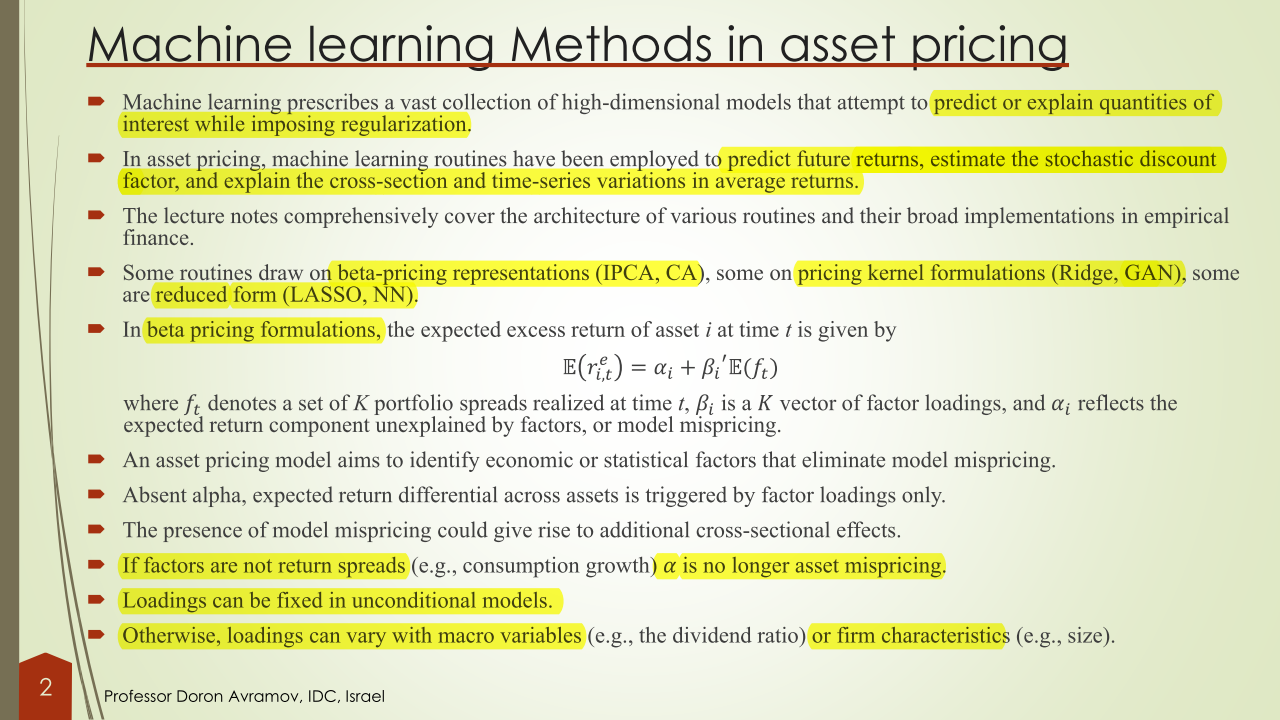 Machine learning Methods in asset pricing
Machine learning prescribes a vast collection of high-dimensional models that attempt to predict or explain quantities of
interest while imposing regularization.
In asset pricing, machine learning routines have been employed to predict future returns, estimate the stochastic discount
factor, and explain the cross-section and time-series variations in average returns.
The lecture notes comprehensively cover the architecture of various routines and their broad implementations in empirical
finance.
Some routines draw on beta-pricing representations (IPCA, CA), some on pricing kernel formulations (Ridge, GAN), some
are reduced form (LASSO, NN).
In beta pricing formulations, the expected excess return of asset i at time t is given by
𝔼(r^e_{i,t}) = α_i + β_i′𝔼(f_t)
where f_t denotes a set of K portfolio spreads realized at time t, β_i is a K vector of factor loadings, and α_i reflects the
expected return component unexplained by factors, or model mispricing.
An asset pricing model aims to identify economic or statistical factors that eliminate model mispricing.
Absent alpha, expected return differential across assets is triggered by factor loadings only.
The presence of model mispricing could give rise to additional cross-sectional effects.
If factors are not return spreads (e.g., consumption growth) α is no longer asset mispricing.
Loadings can be fixed in unconditional models.
Otherwise, loadings can vary with macro variables (e.g., the dividend ratio) or firm characteristics (e.g., size).
2
Professor Doron Avramov, IDC, Israel